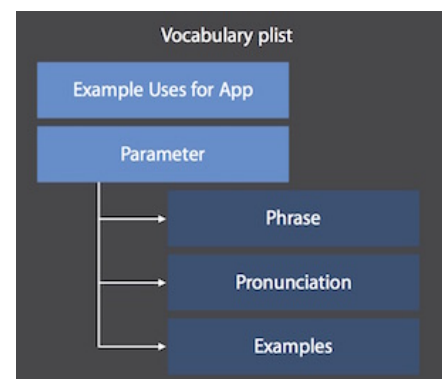 Vocabulary plist
Example Uses for App
Parameter
Phrase
Pronunciation
Examples